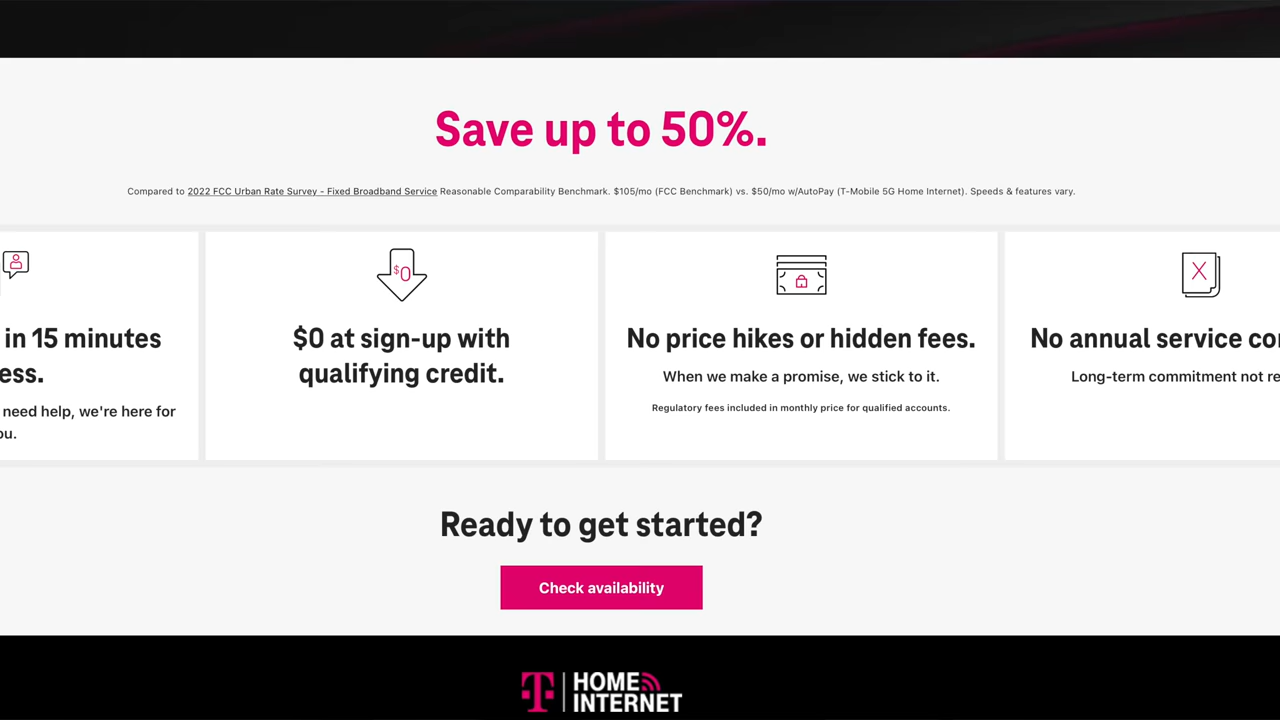 Save up to 50%.
Compared to 2022 FCC Urban Rate Survey - Fixed Broadband Service Reasonable Comparability Benchmark. $105/mo (FCC Benchmark) vs. $50/mo w/AutoPay (T-Mobile 5G Home Internet). Speeds & features vary.
in 15 minutes
ess.
need help, we're here for
ou.
$0
$0 at sign-up with
qualifying credit.
No price hikes or hidden fees.
When we make a promise, we stick to it.
Regulatory fees included in monthly price for qualified accounts.
No annual service co
Long-term commitment not re
Ready to get started?
Check availability
T HOME
INTERNET